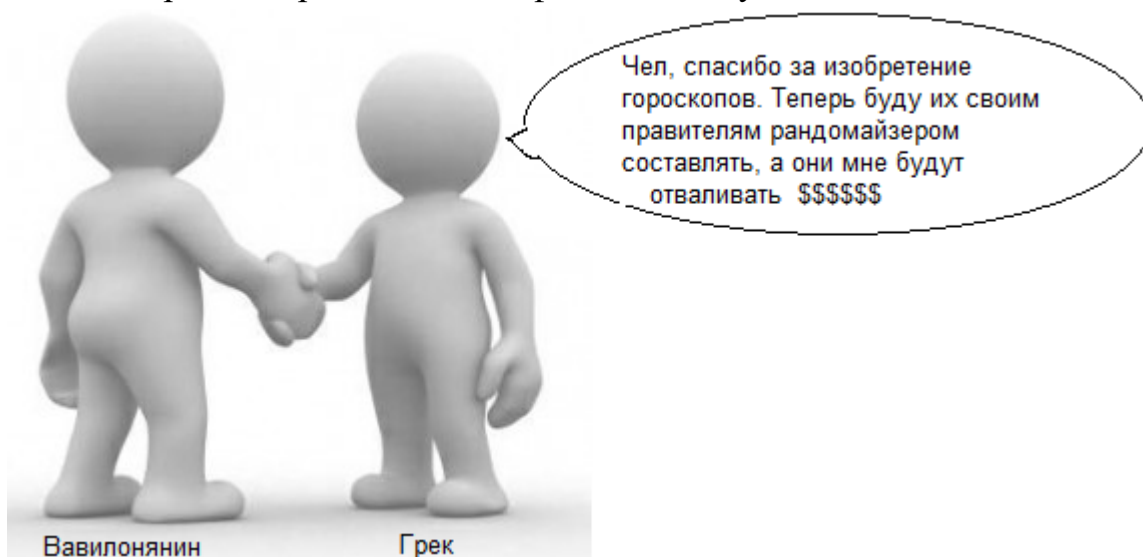 Чел, спасибо за изобретение
гороскопов. Теперь буду их своим
правителям рандомайзером
составлять, а они мне будут
отваливать $$$$$$
Вавилонянин
Грек